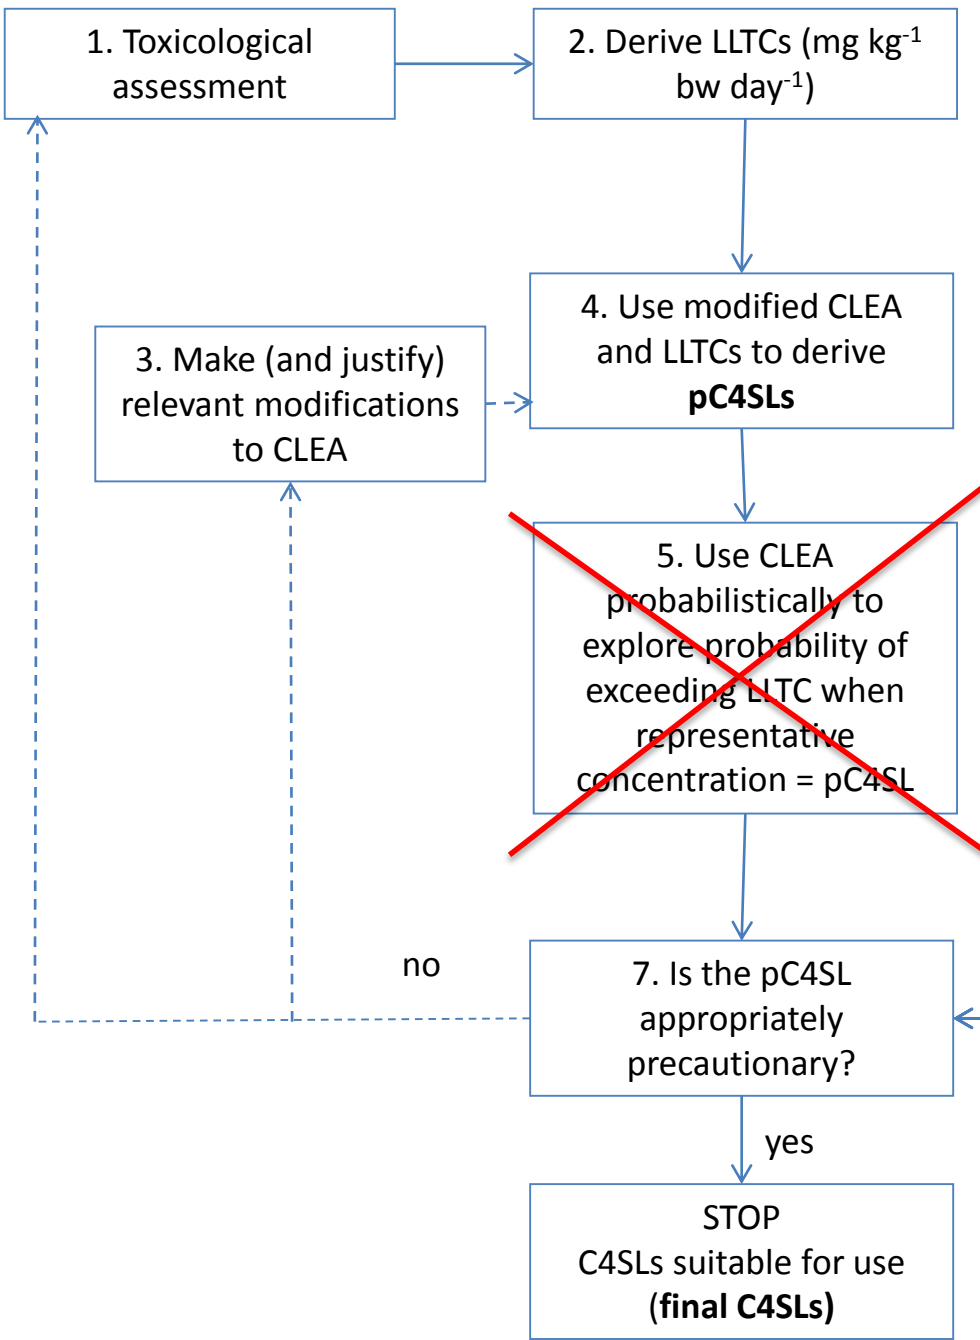 1. Toxicological
assessment
2. Derive LLTCs (mg kg⁻¹
bw day⁻¹)
3. Make (and justify)
relevant modifications
to CLEA
4. Use modified CLEA
and LLTCs to derive
pC4SLs
5. Use CLEA
probabilistically to
explore probability of
exceeding LLTC when
representative
concentration = pC4SL
no
7. Is the pC4SL
appropriately
precautionary?
yes
STOP
C4SLs suitable for use
(final C4SLs)